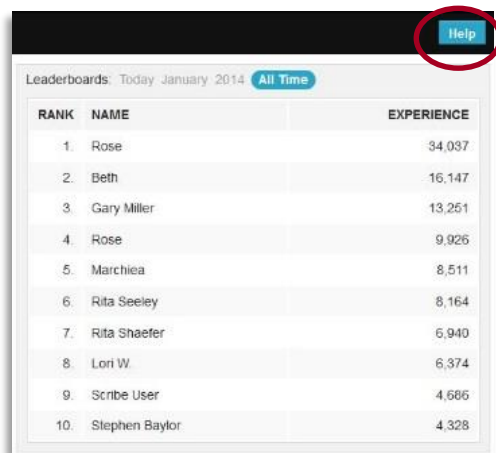 Help
Leaderboards: Today January 2014 All Time
RANK NAME EXPERIENCE
1. Rose 34,037
2. Beth 16,147
3. Gary Miller 13,251
4. Rose 9,926
5. Marchiea 8,511
6. Rita Seeley 8,164
7. Rita Shaefer 6,940
8. Lori W. 6,374
9. Scribe User 4,686
10. Stephen Baylor 4,328